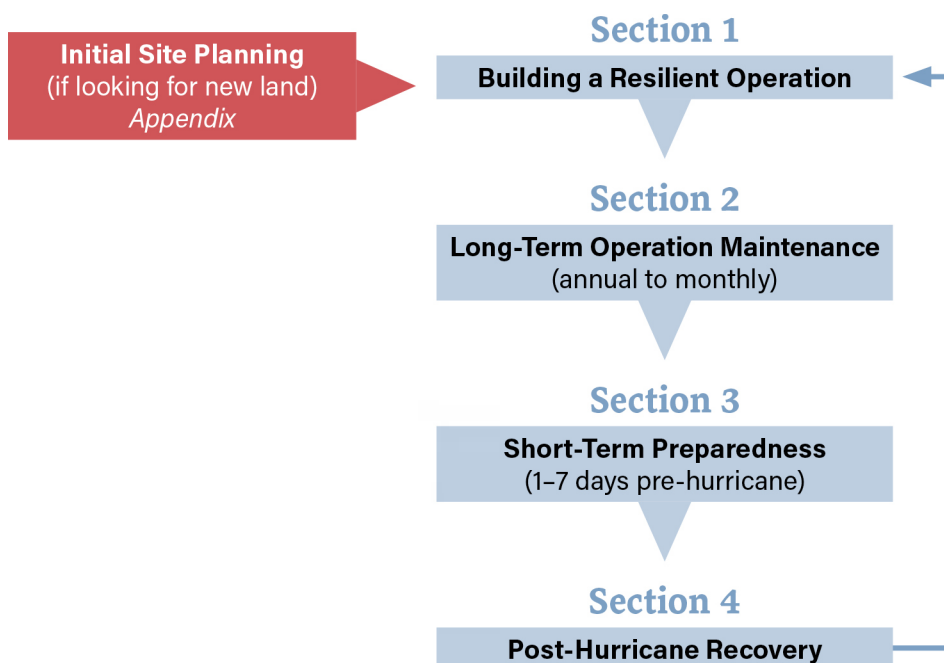 Initial Site Planning
(if looking for new land)
Appendix
Section 1
Building a Resilient Operation
Section 2
Long-Term Operation Maintenance
(annual to monthly)
Section 3
Short-Term Preparedness
(1–7 days pre-hurricane)
Section 4
Post-Hurricane Recovery